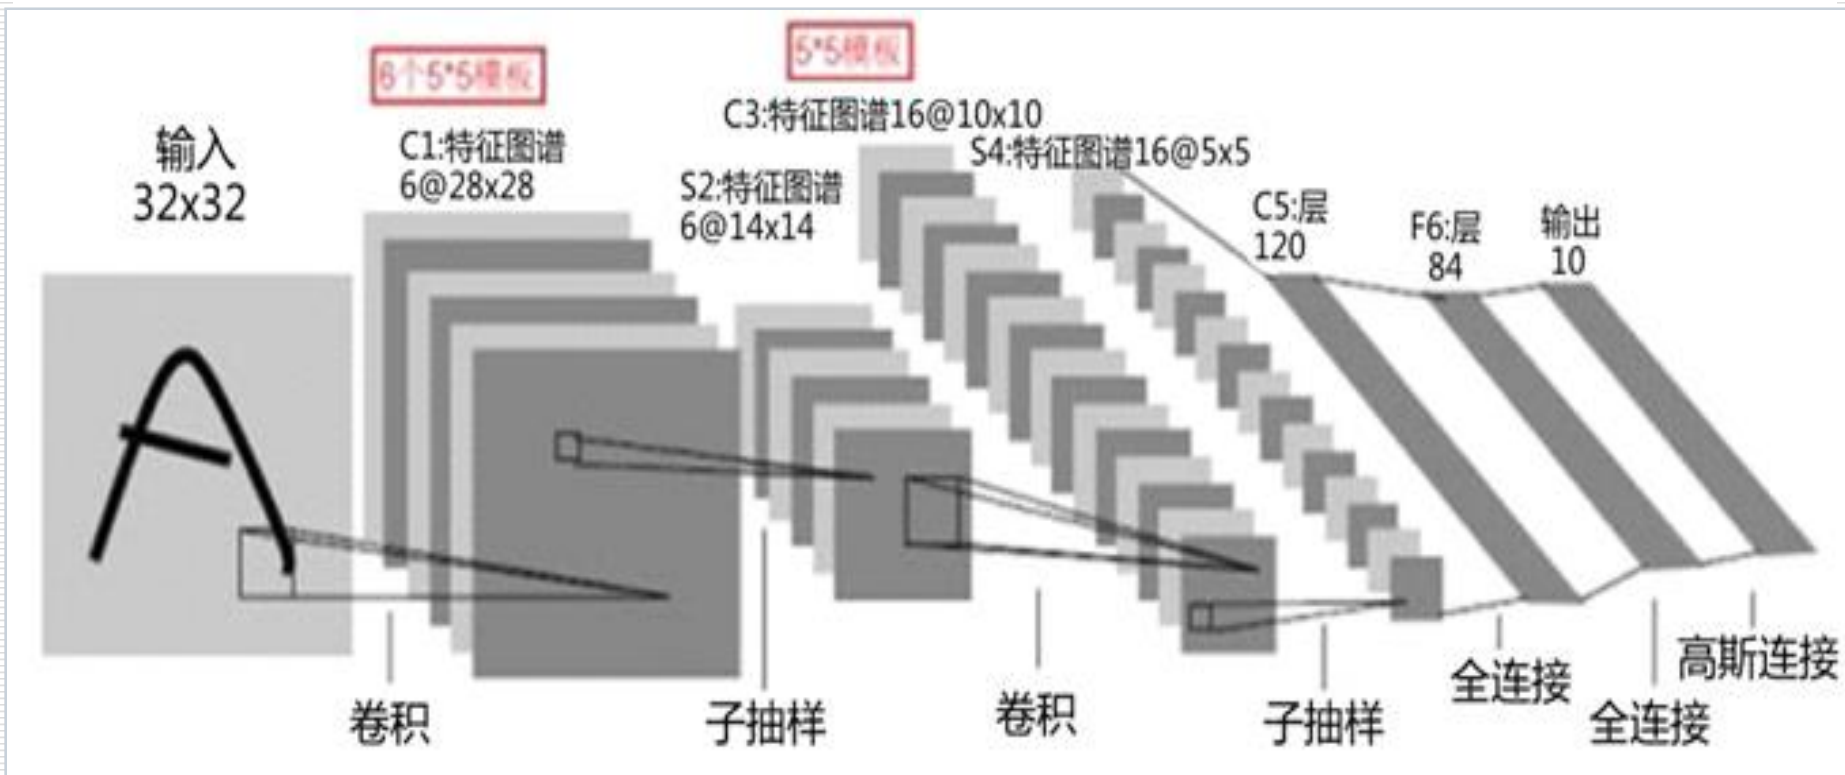 6个5*5模板
5*5模板
输入
32x32
C1:特征图谱
6@28x28
S2:特征图谱
6@14x14
C3:特征图谱16@10x10
S4:特征图谱16@5x5
C5:层
120
F6:层
84
输出
10
卷积
子抽样
卷积
子抽样
全连接
全连接
高斯连接